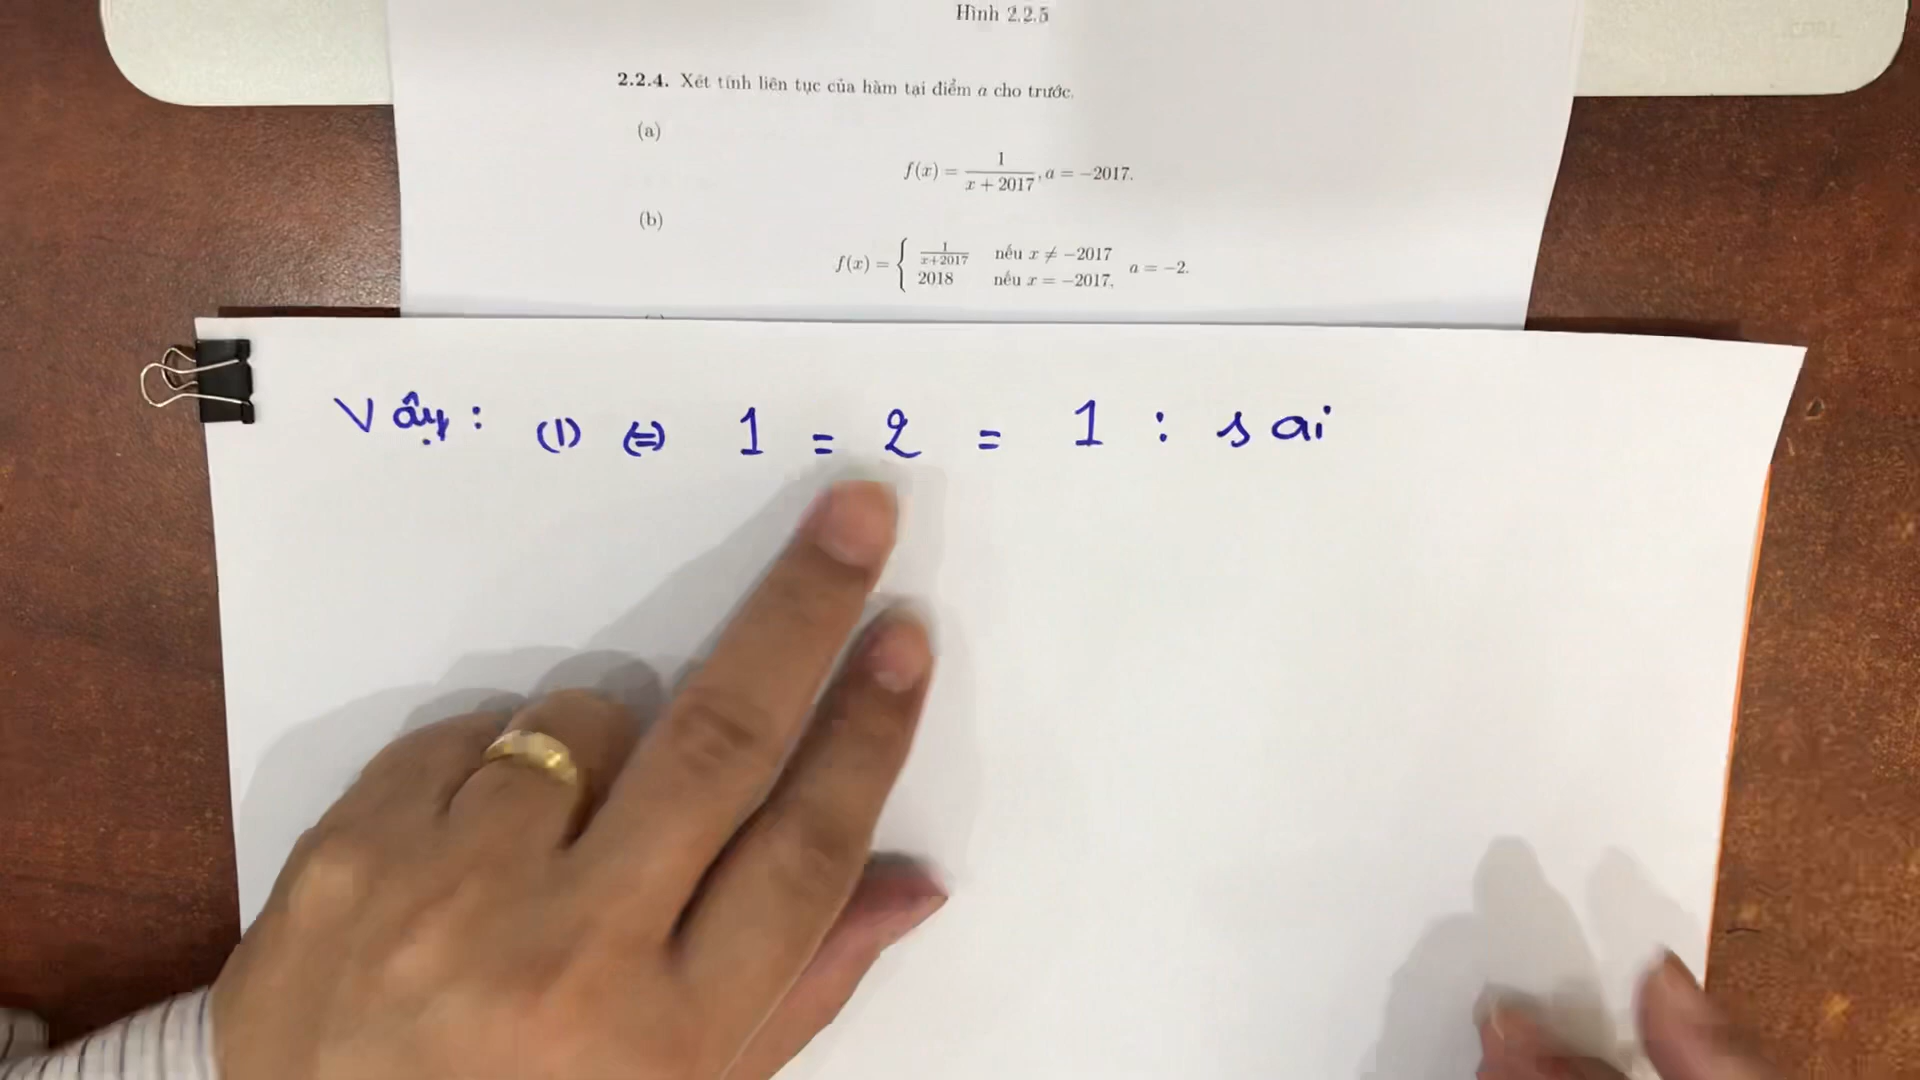 Hình 2.2.5
2.2.4. Xét tính liên tục của hàm tại điểm a cho trước.
(a)
f(x) = 1/(x + 2017), a = −2017.
(b)
f(x) = { 1/(x+2017) nếu x ≠ −2017
2018 nếu x = −2017, a = −2.
Vậy: (1) ⇔ 1 = 2 = 1 : sai